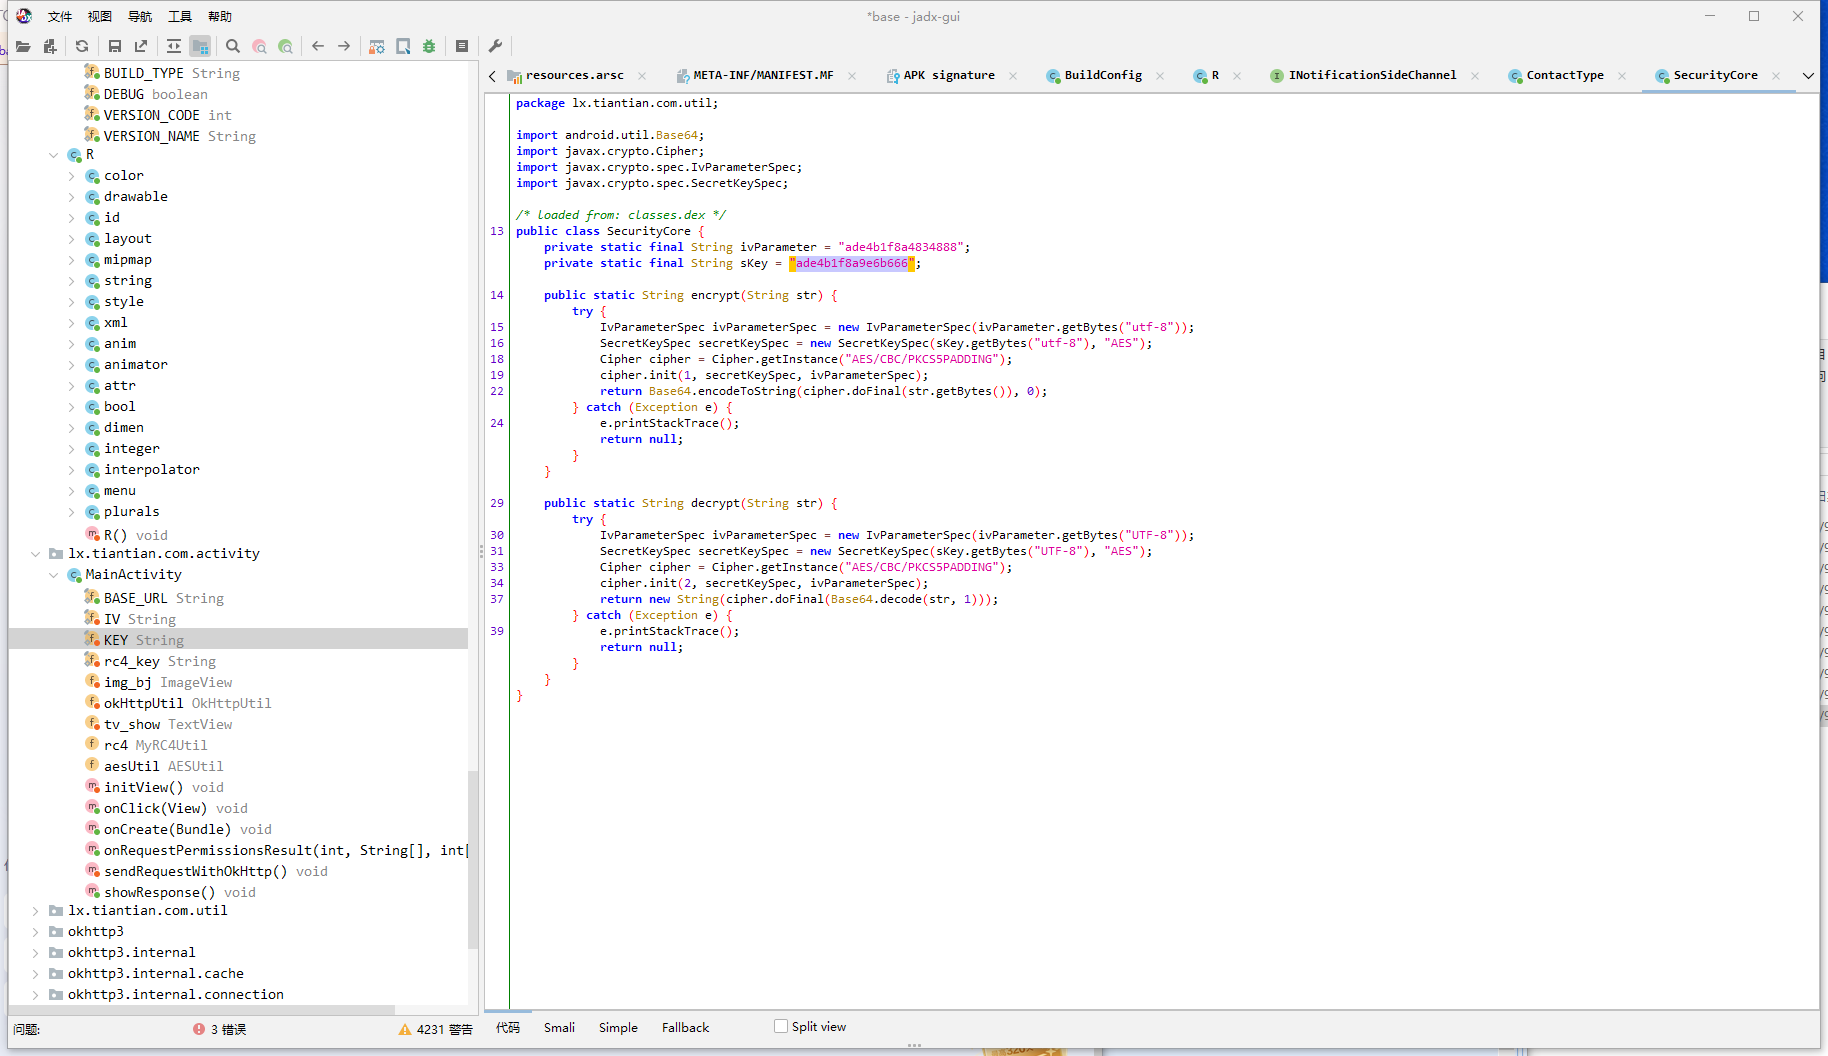 *base - jadx-gui
文件 视图 导航 工具 帮助
resources.arsc META-INF/MANIFEST.MF APK signature BuildConfig R INotificationSideChannel ContactType SecurityCore
BUILD_TYPE String
DEBUG boolean
VERSION_CODE int
VERSION_NAME String
R
color
drawable
id
layout
mipmap
string
style
xml
anim
animator
attr
bool
dimen
integer
interpolator
menu
plurals
R() void
lx.tiantian.com.activity
MainActivity
BASE_URL String
IV String
KEY String
rc4_key String
img_bj ImageView
okHttpUtil OkHttpUtil
tv_show TextView
rc4 MyRC4Util
aesUtil AESUtil
initView() void
onClick(View) void
onCreate(Bundle) void
onRequestPermissionsResult(int, String[], int[
sendRequestWithOkHttp() void
showResponse() void
lx.tiantian.com.util
okhttp3
okhttp3.internal
okhttp3.internal.cache
okhttp3.internal.connection
package lx.tiantian.com.util;
import android.util.Base64;
import javax.crypto.Cipher;
import javax.crypto.spec.IvParameterSpec;
import javax.crypto.spec.SecretKeySpec;
/* loaded from: classes.dex */
13 public class SecurityCore {
private static final String ivParameter = "ade4b1f8a4834888";
private static final String sKey = "ade4b1f8a9e6b666";
14 public static String encrypt(String str) {
try {
15 IvParameterSpec ivParameterSpec = new IvParameterSpec(ivParameter.getBytes("utf-8"));
16 SecretKeySpec secretKeySpec = new SecretKeySpec(sKey.getBytes("utf-8"), "AES");
18 Cipher cipher = Cipher.getInstance("AES/CBC/PKCS5PADDING");
19 cipher.init(1, secretKeySpec, ivParameterSpec);
22 return Base64.encodeToString(cipher.doFinal(str.getBytes()), 0);
} catch (Exception e) {
24 e.printStackTrace();
return null;
}
}
29 public static String decrypt(String str) {
try {
30 IvParameterSpec ivParameterSpec = new IvParameterSpec(ivParameter.getBytes("UTF-8"));
31 SecretKeySpec secretKeySpec = new SecretKeySpec(sKey.getBytes("UTF-8"), "AES");
33 Cipher cipher = Cipher.getInstance("AES/CBC/PKCS5PADDING");
34 cipher.init(2, secretKeySpec, ivParameterSpec);
37 return new String(cipher.doFinal(Base64.decode(str, 1)));
} catch (Exception e) {
39 e.printStackTrace();
return null;
}
}
}
问题: 3 错误 4231 警告
代码 Smali Simple Fallback Split view